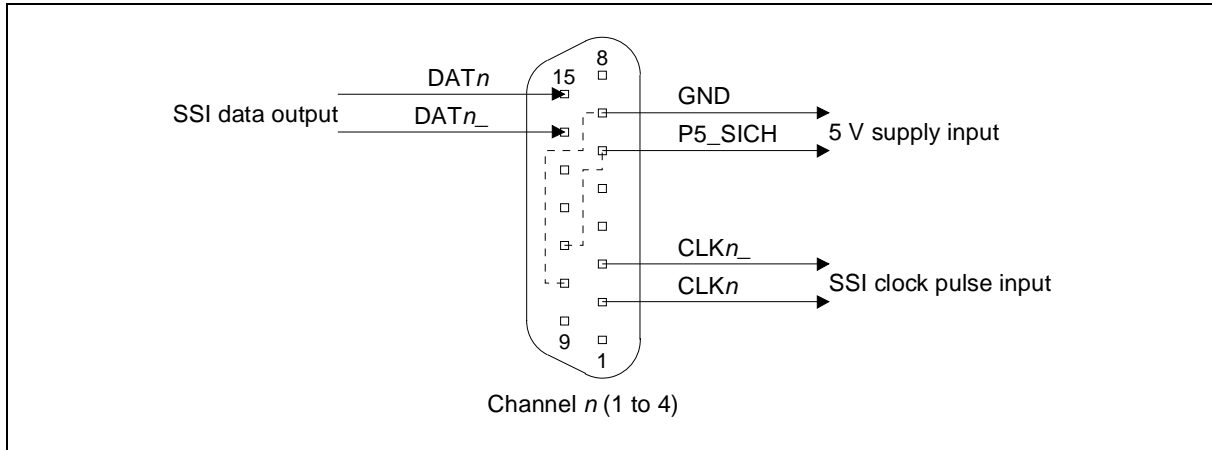 8
15
DATn
GND
SSI data output
DATn_
P5_SICH
5 V supply input
CLKn_
CLKn
SSI clock pulse input
9
1
Channel n (1 to 4)